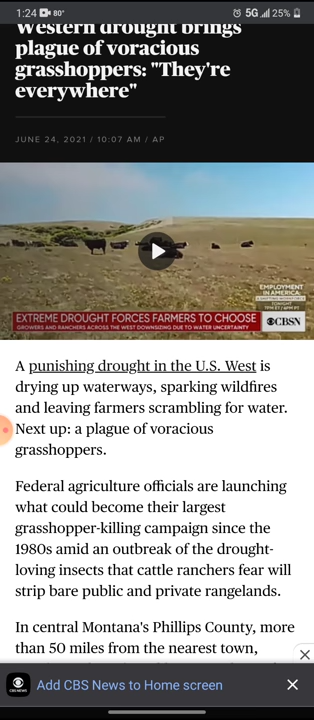 1:24 80° 5G 25%
Western drought brings
plague of voracious
grasshoppers: "They're
everywhere"
JUNE 24, 2021 / 10:07 AM / AP
EMPLOYMENT
IN AMERICA:
TONIGHT
EXTREME DROUGHT FORCES FARMERS TO CHOOSE
GROWERS AND RANCHERS ACROSS THE WEST DOWNSIZING DUE TO WATER UNCERTAINTY
CBSN
A punishing drought in the U.S. West is
drying up waterways, sparking wildfires
and leaving farmers scrambling for water.
Next up: a plague of voracious
grasshoppers.
Federal agriculture officials are launching
what could become their largest
grasshopper-killing campaign since the
1980s amid an outbreak of the drought-
loving insects that cattle ranchers fear will
strip bare public and private rangelands.
In central Montana's Phillips County, more
than 50 miles from the nearest town,
CBS NEWS
Add CBS News to Home screen